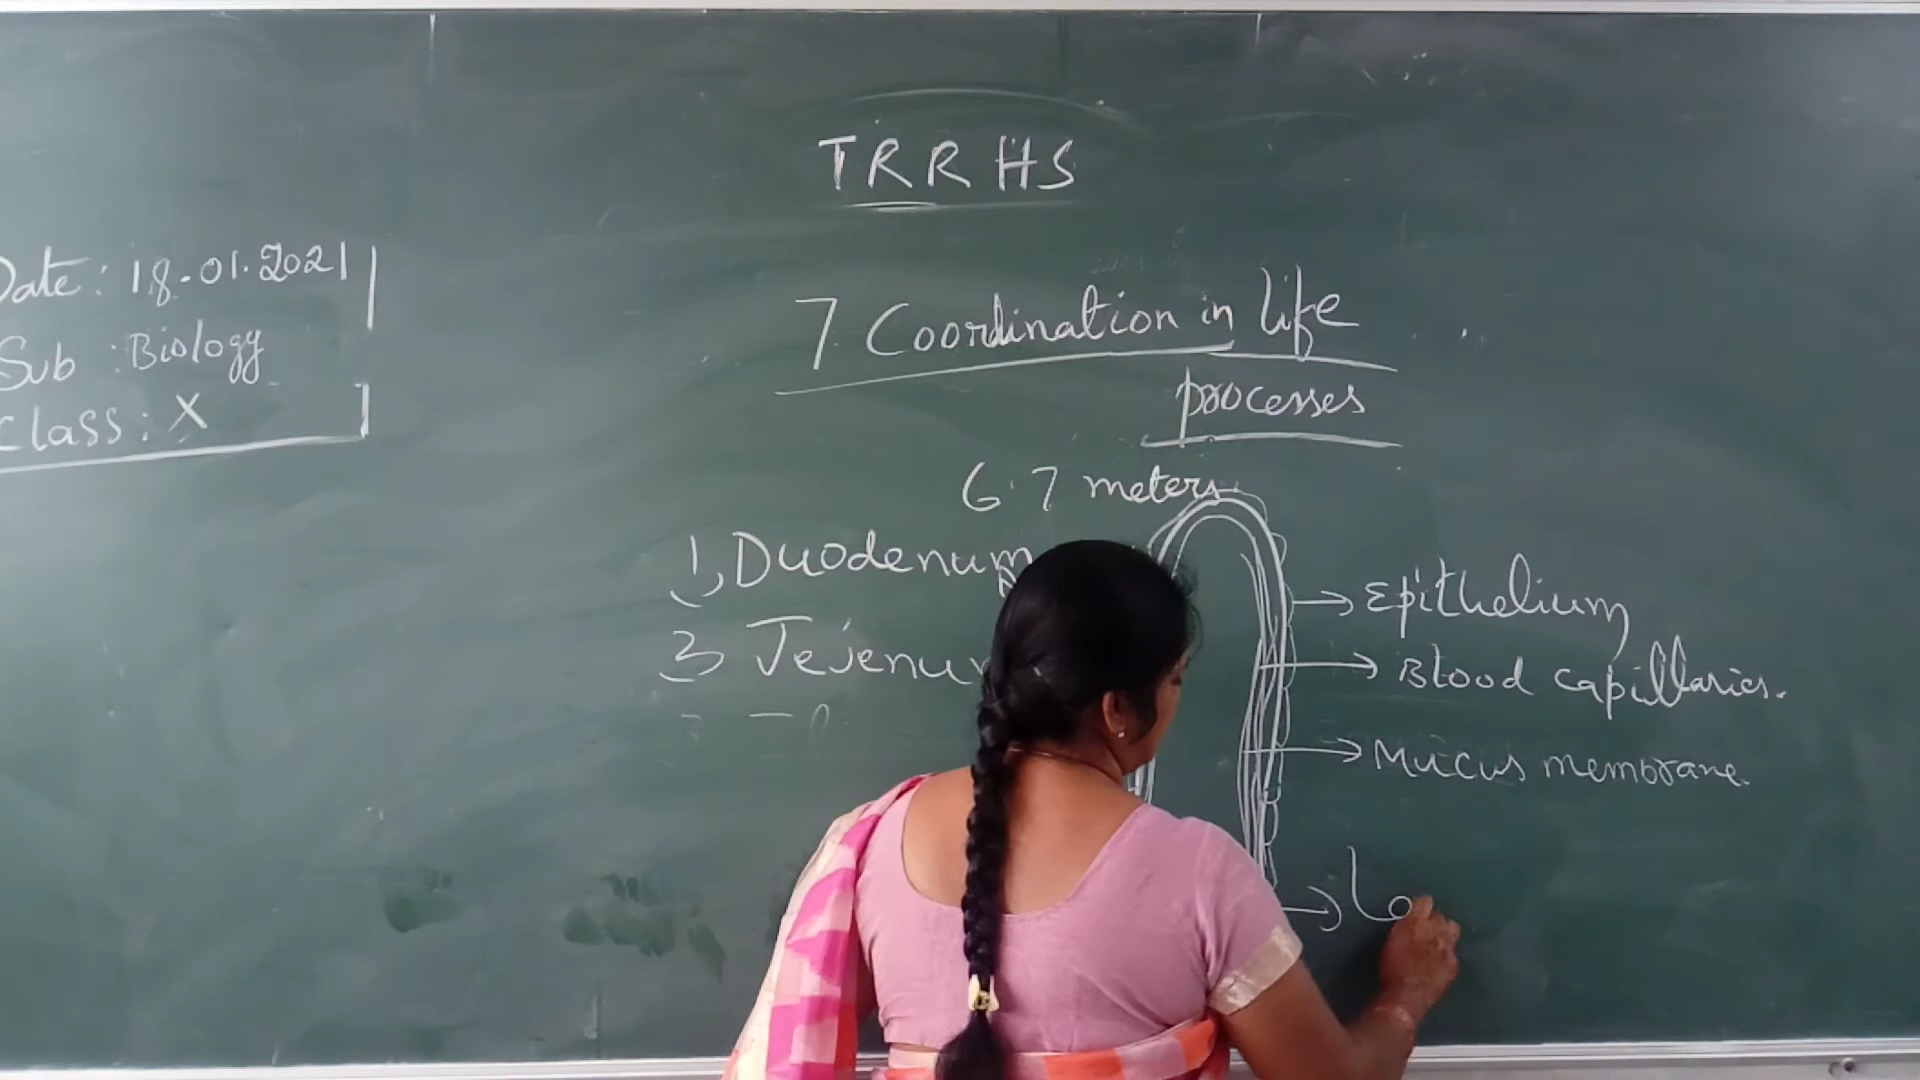 TRRHS
Date: 18-01-2021
Sub : Biology
Class: X
7 Coordination in life
processes
6.7 meters
1, Duodenum
2 Jejenu
Epithelium
Blood capillaries.
Mucus membrane.